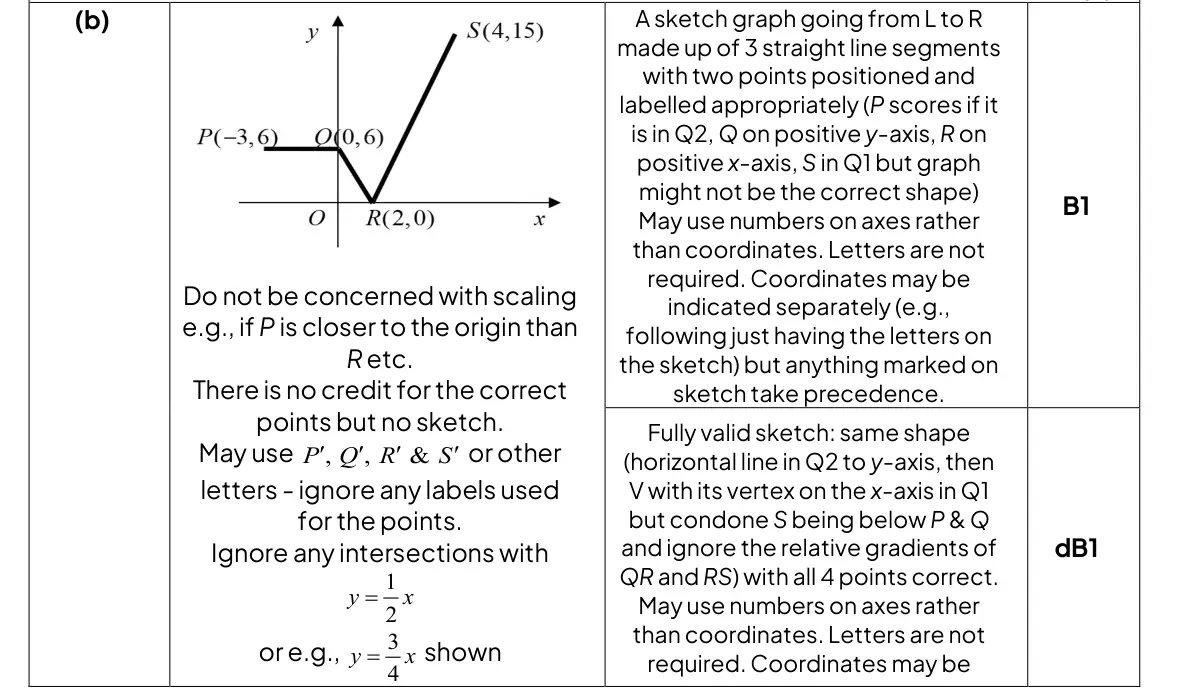 (b)
y
S(4,15)
P(−3,6)
Q(0,6)
O
R(2,0)
x
Do not be concerned with scaling
e.g., if P is closer to the origin than
R etc.
There is no credit for the correct
points but no sketch.
May use P′, Q′, R′ & S′ or other
letters – ignore any labels used
for the points.
Ignore any intersections with
y = 1/2 x
or e.g., y = 3/4 x shown
A sketch graph going from L to R
made up of 3 straight line segments
with two points positioned and
labelled appropriately (P scores if it
is in Q2, Q on positive y-axis, R on
positive x-axis, S in Q1 but graph
might not be the correct shape)
May use numbers on axes rather
than coordinates. Letters are not
required. Coordinates may be
indicated separately (e.g.,
following just having the letters on
the sketch) but anything marked on
sketch take precedence.
B1
Fully valid sketch: same shape
(horizontal line in Q2 to y-axis, then
V with its vertex on the x-axis in Q1
but condone S being below P & Q
and ignore the relative gradients of
QR and RS) with all 4 points correct.
May use numbers on axes rather
than coordinates. Letters are not
required. Coordinates may be
dB1